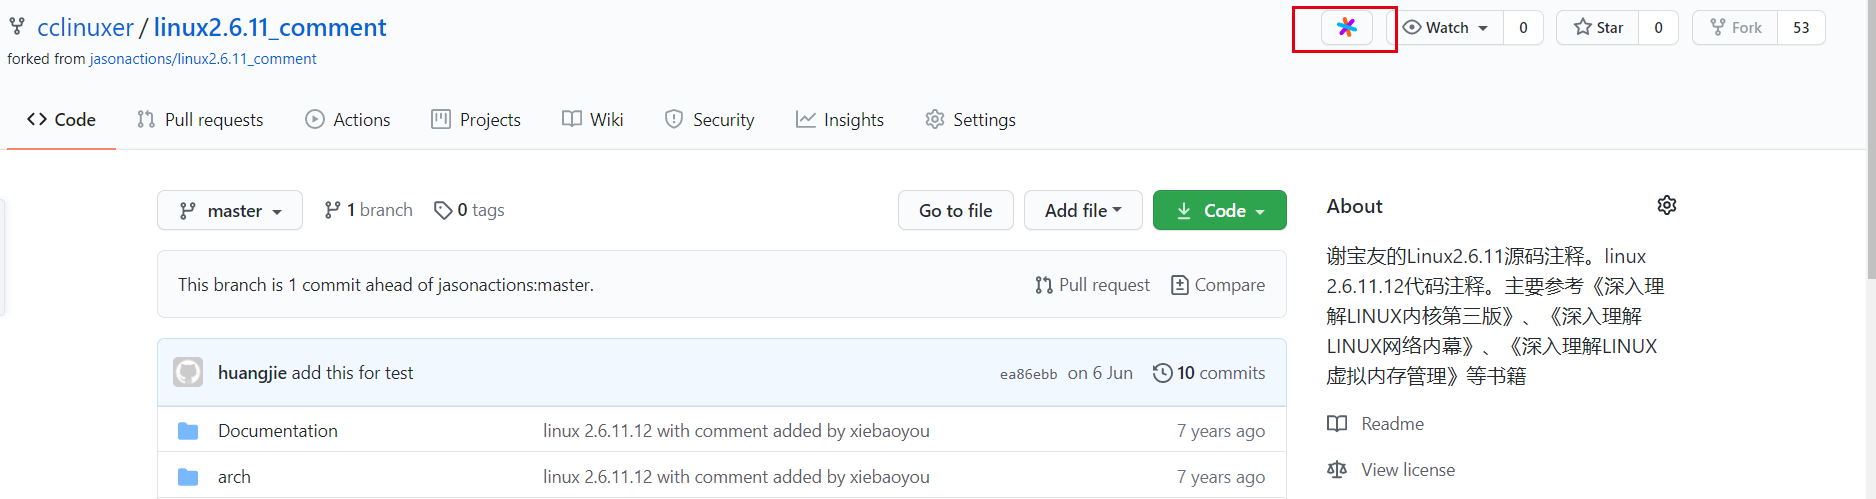 cclinuxer / linux2.6.11_comment
Watch 0 Star 0 Fork 53
forked from jasonactions/linux2.6.11_comment
Code Pull requests Actions Projects Wiki Security Insights Settings
master 1 branch 0 tags Go to file Add file Code
This branch is 1 commit ahead of jasonactions:master. Pull request Compare
huangjie add this for test ea86ebb on 6 Jun 10 commits
Documentation linux 2.6.11.12 with comment added by xiebaoyou 7 years ago
arch linux 2.6.11.12 with comment added by xiebaoyou 7 years ago
About
谢宝友的Linux2.6.11源码注释。linux
2.6.11.12代码注释。主要参考《深入理
解LINUX内核第三版》、《深入理解
LINUX网络内幕》、《深入理解LINUX
虚拟内存管理》等书籍
Readme
View license